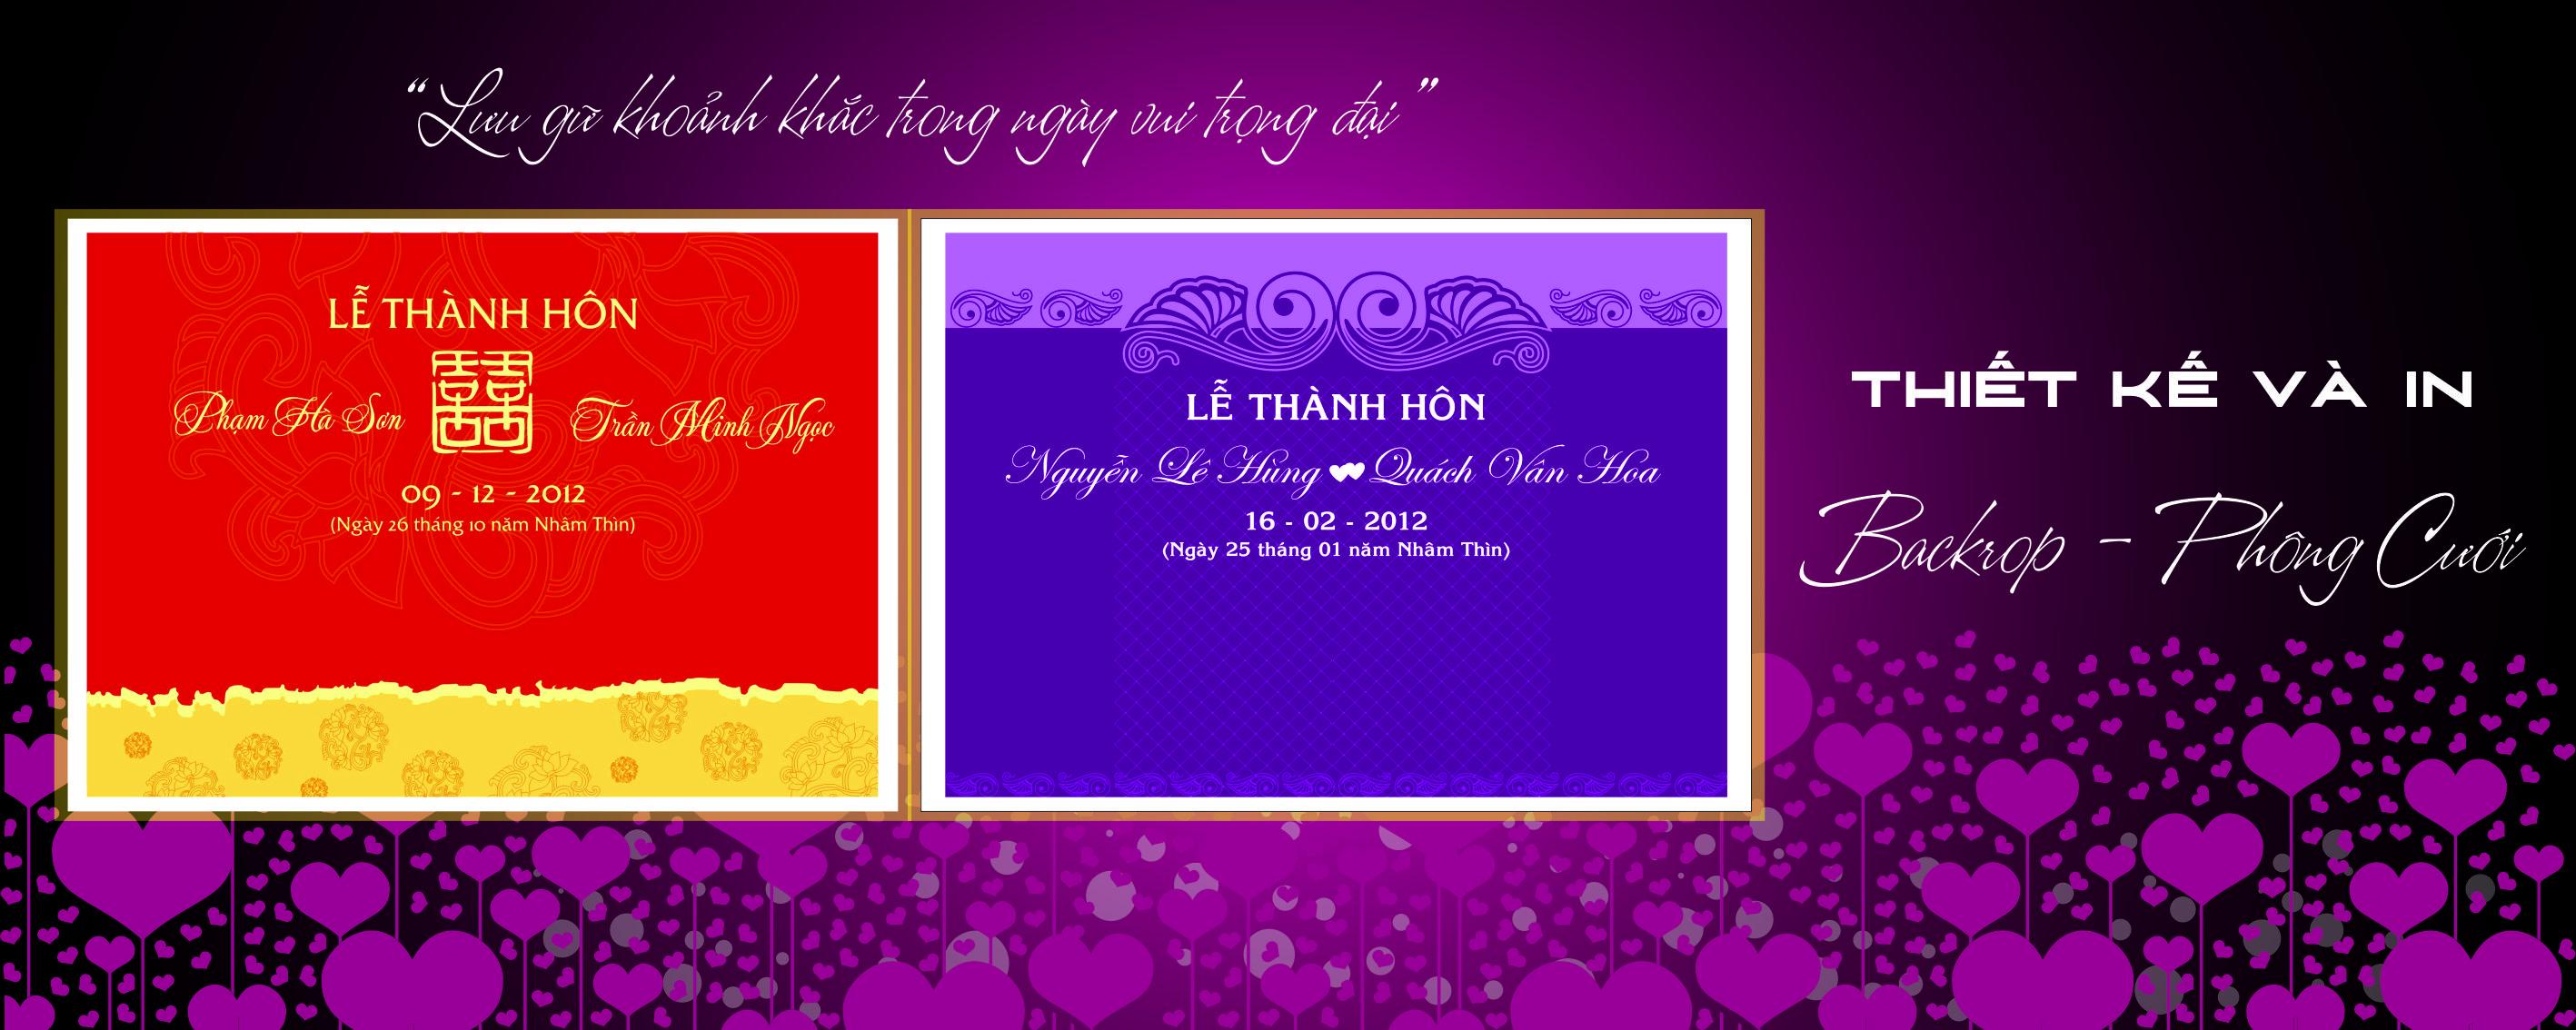 “Lưu giữ khoảnh khắc trong ngày vui trọng đại”
LỄ THÀNH HÔN
Phạm Hà Sơn 囍 Trần Minh Ngọc
09 - 12 - 2012
(Ngày 26 tháng 10 năm Nhâm Thìn)
LỄ THÀNH HÔN
Nguyễn Lê Hùng Quách Vân Hoa
16 - 02 - 2012
(Ngày 25 tháng 01 năm Nhâm Thìn)
THIẾT KẾ VÀ IN
Backrop - Phông Cưới